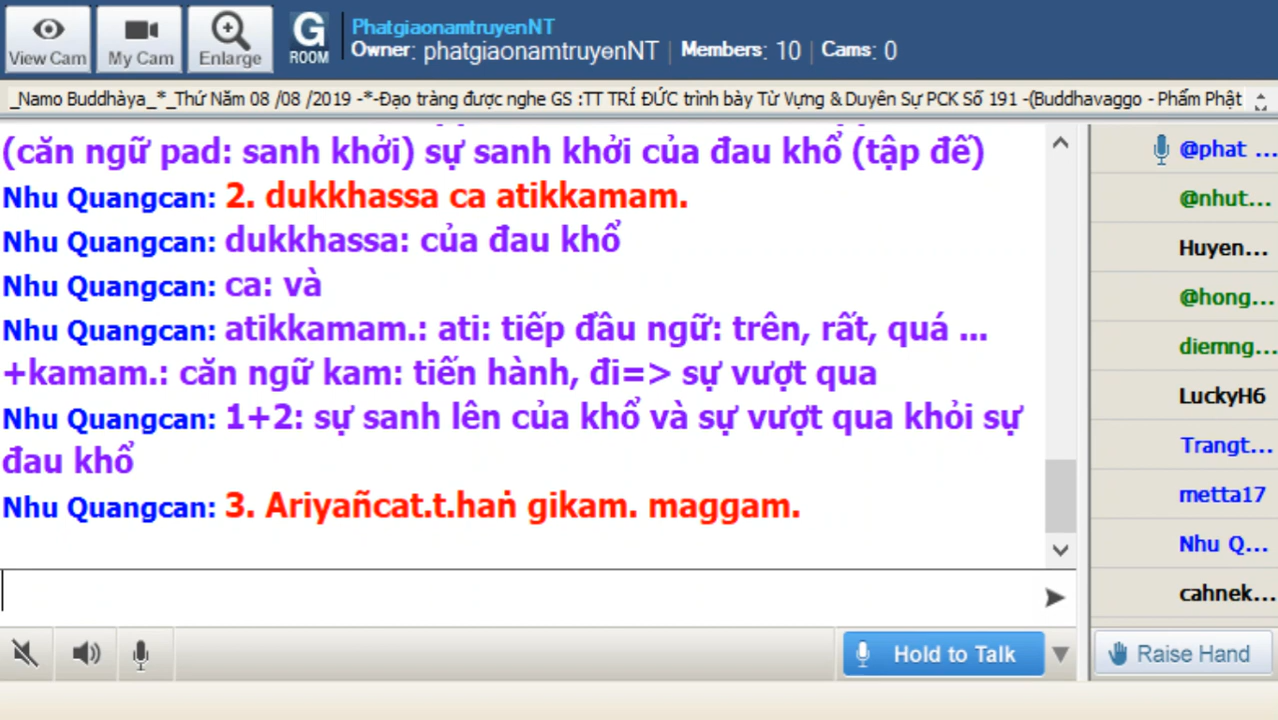 View Cam
My Cam
Enlarge
G
ROOM
PhatgiaonamtruyenNT
Owner: phatgiaonamtruyenNT | Members: 10 | Cams: 0
_Namo Buddhàya_*_Thứ Năm 08 /08 /2019 -*-Đạo tràng được nghe GS :TT TRÍ ĐỨC trình bày Từ Vựng & Duyên Sự PCK Số 191 -(Buddhavaggo - Phẩm Phật
(căn ngữ pad: sanh khởi) sự sanh khởi của đau khổ (tập đế)
Nhu Quangcan: 2. dukkhassa ca atikkamam.
Nhu Quangcan: dukkhassa: của đau khổ
Nhu Quangcan: ca: và
Nhu Quangcan: atikkamam.: ati: tiếp đầu ngữ: trên, rất, quá ...
+kamam.: căn ngữ kam: tiến hành, đi=> sự vượt qua
Nhu Quangcan: 1+2: sự sanh lên của khổ và sự vượt qua khỏi sự
đau khổ
Nhu Quangcan: 3. Ariyañcat.t.haṅ gikam. maggam.
@phat ...
@nhut...
Huyen...
@hong...
diemng...
LuckyH6
Trangt...
metta17
Nhu Q...
cahnek...
Hold to Talk
Raise Hand